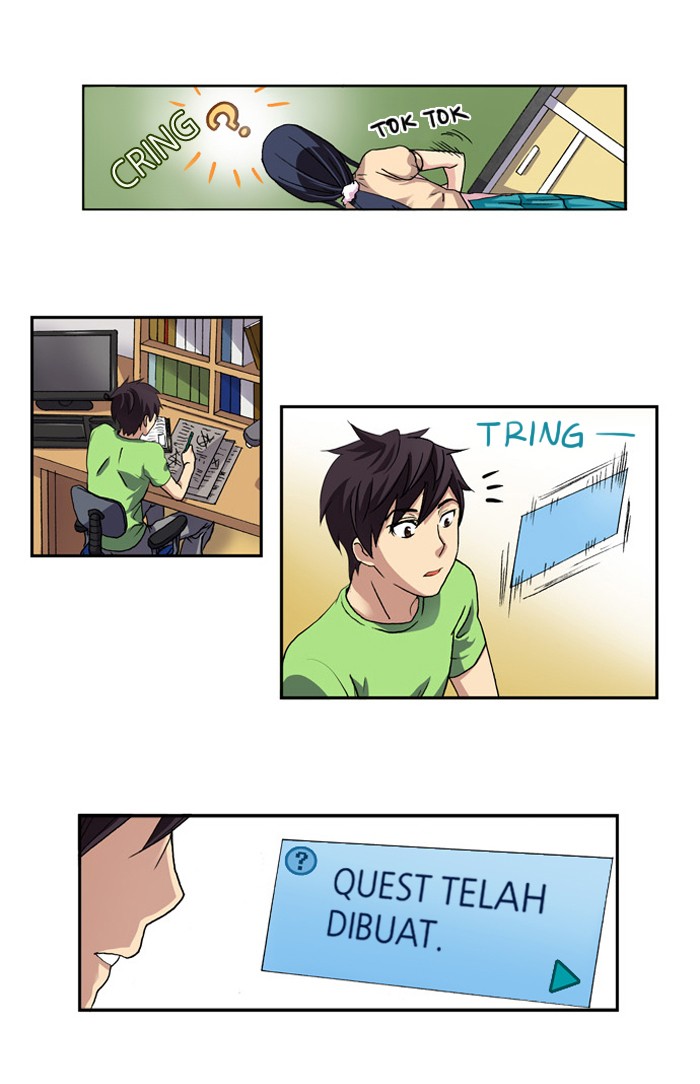 CRING ?
TOK TOK
TRING —
?
QUEST TELAH
DIBUAT.